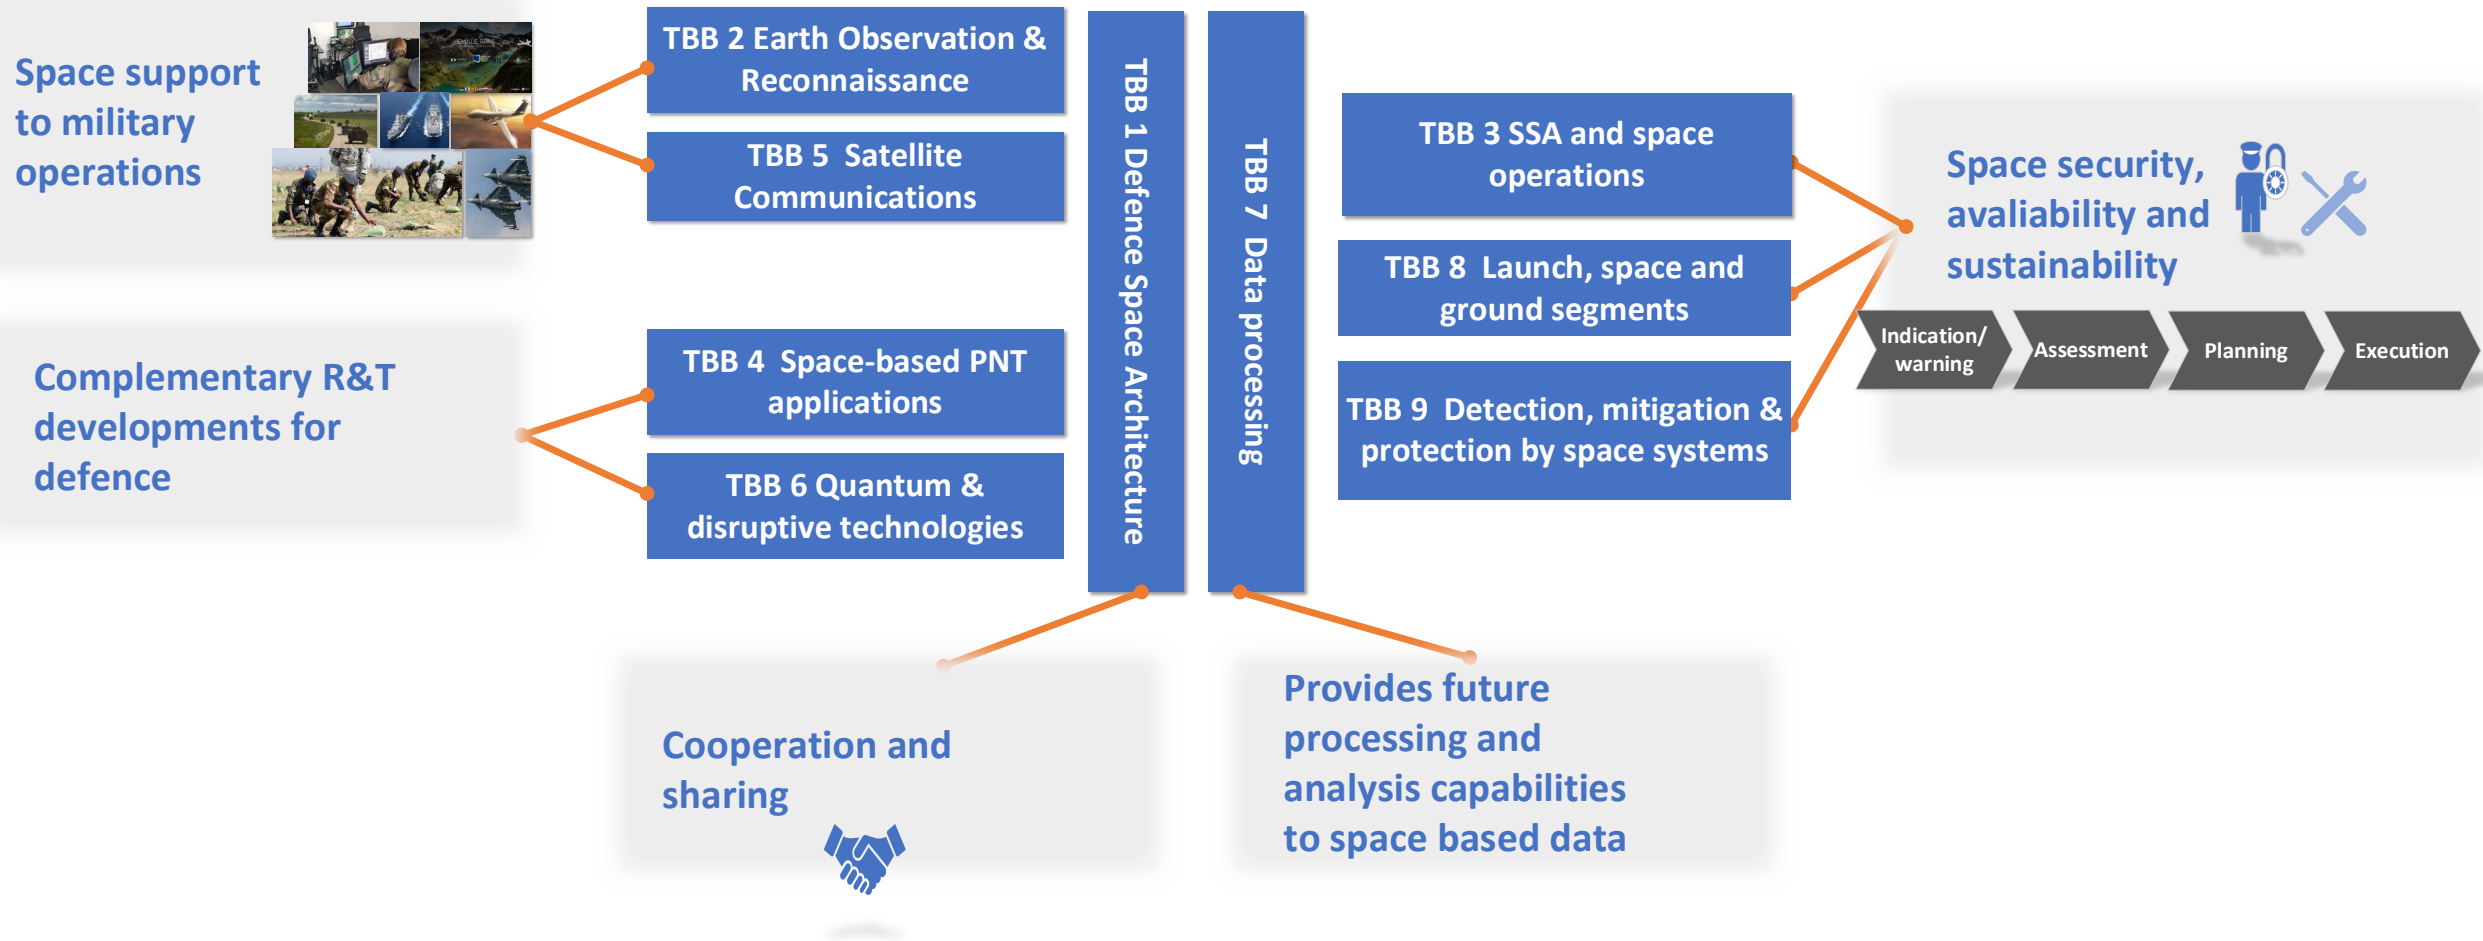 Space support
to military
operations
TBB 2 Earth Observation &
Reconnaissance
TBB 5  Satellite
Communications
Complementary R&T
developments for
defence
TBB 4  Space-based PNT
applications
TBB 6 Quantum &
disruptive technologies
TBB 1 Defence Space Architecture
TBB 7  Data processing
TBB 3 SSA and space
operations
TBB 8  Launch, space and
ground segments
TBB 9  Detection, mitigation &
protection by space systems
Space security,
avaliability and
sustainability
Indication/
warning
Assessment
Planning
Execution
Cooperation and
sharing
Provides future
processing and
analysis capabilities
to space based data